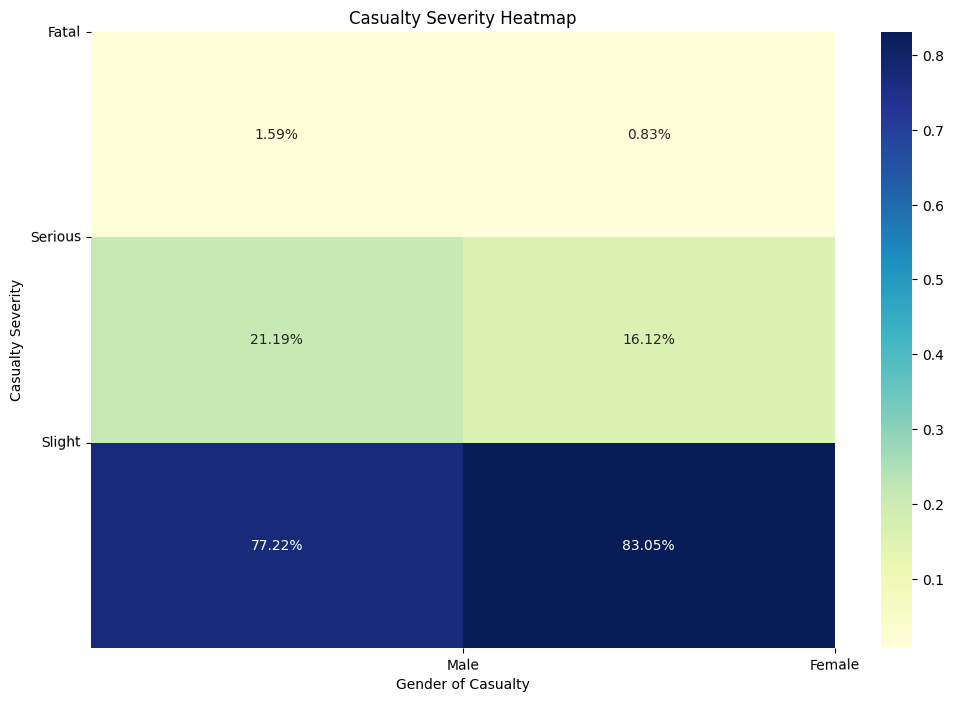 Casualty Severity Heatmap
Fatal
Serious
Slight
Casualty Severity
1.59%
0.83%
21.19%
16.12%
77.22%
83.05%
Male
Female
Gender of Casualty
0.8
0.7
0.6
0.5
0.4
0.3
0.2
0.1